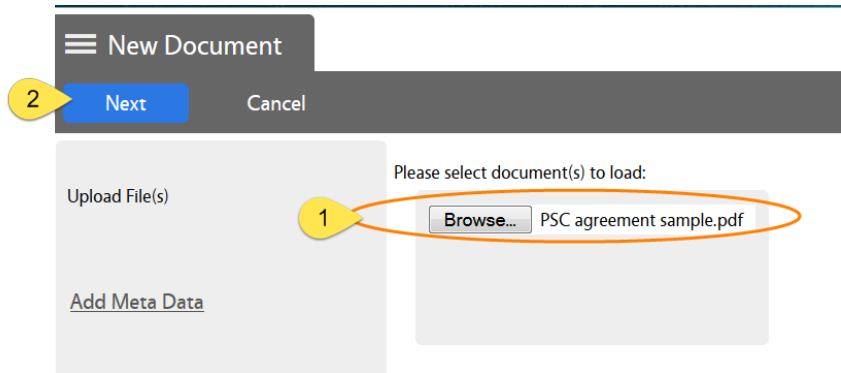 New Document
2
Next
Cancel
Please select document(s) to load:
Upload File(s)
1
Browse... PSC agreement sample.pdf
Add Meta Data